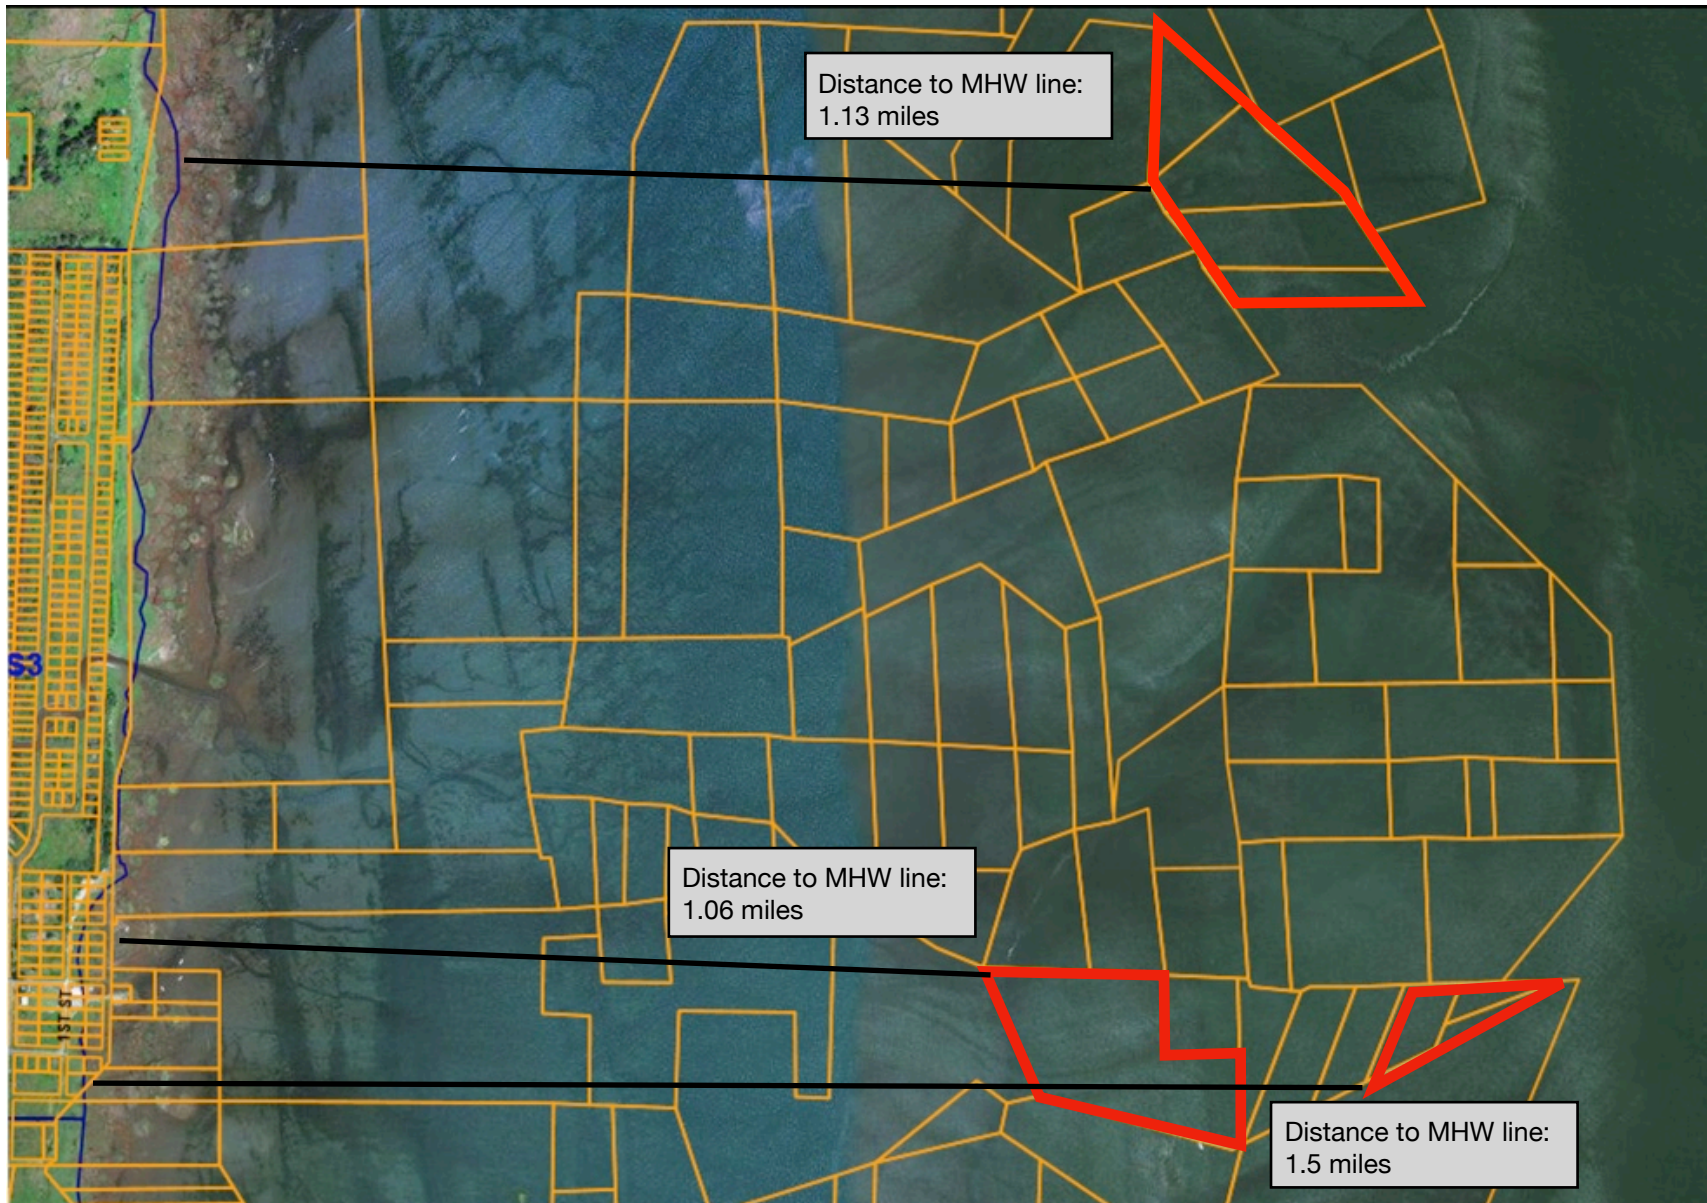 Distance to MHW line:
1.13 miles
S3
Distance to MHW line:
1.06 miles
1ST ST
Distance to MHW line:
1.5 miles